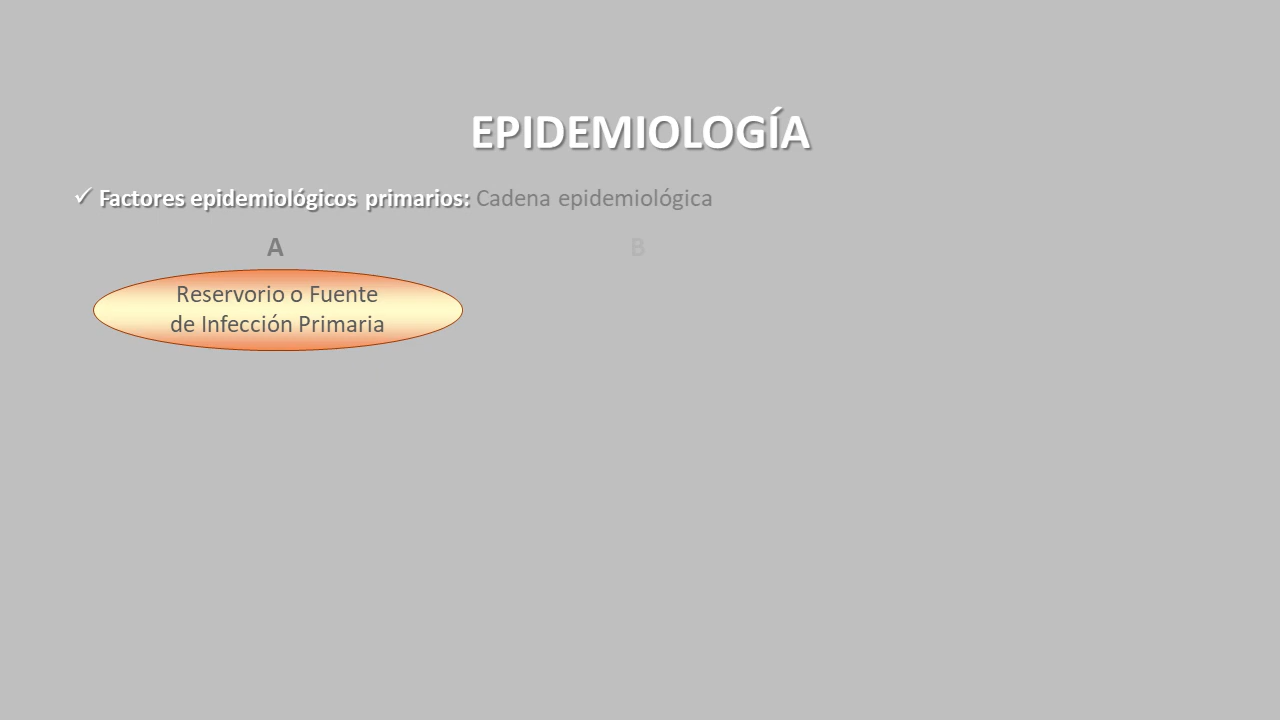 EPIDEMIOLOGÍA
✓ Factores epidemiológicos primarios: Cadena epidemiológica
A B
Reservorio o Fuente
de Infección Primaria